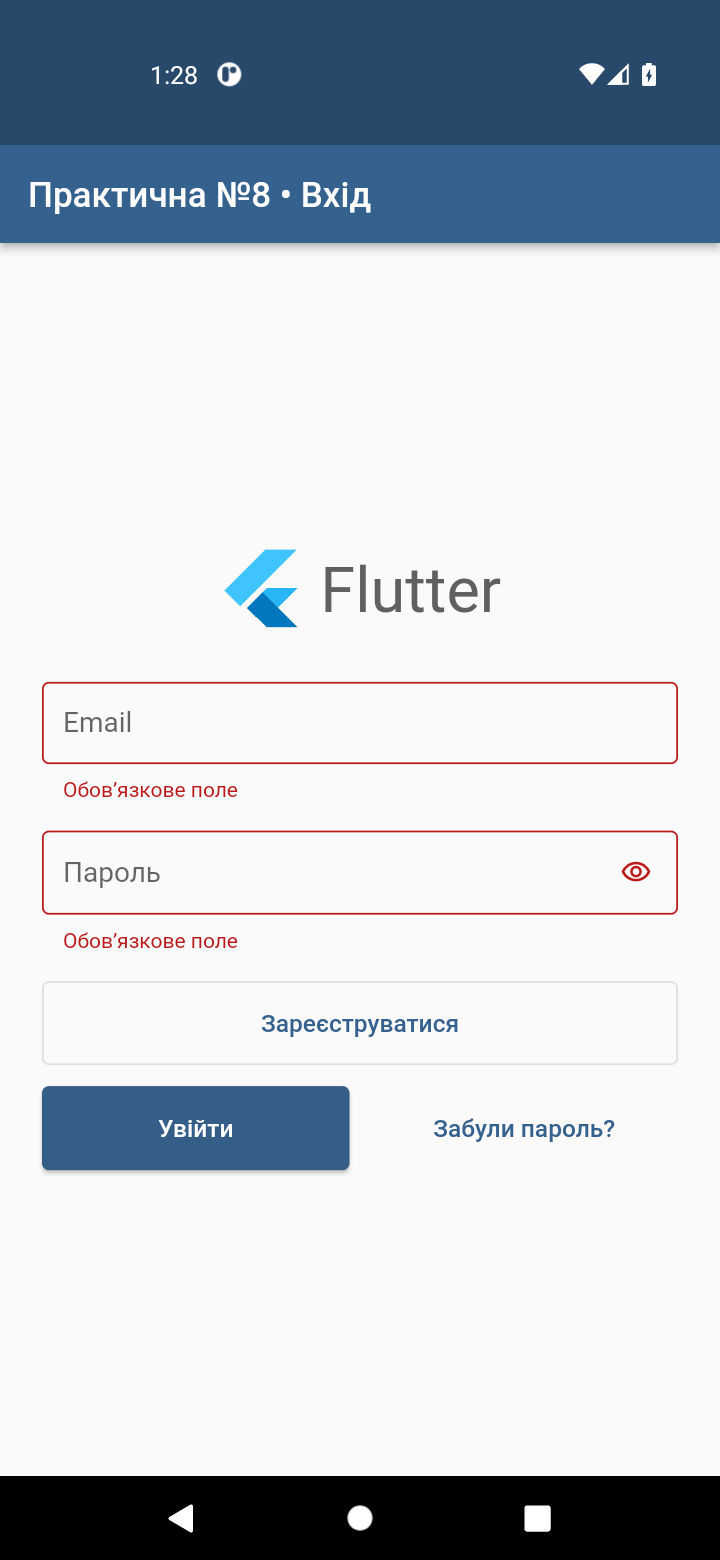 1:28
Практична №8 • Вхід
Flutter
Email
Обов’язкове поле
Пароль
Обов’язкове поле
Зареєструватися
Увійти
Забули пароль?